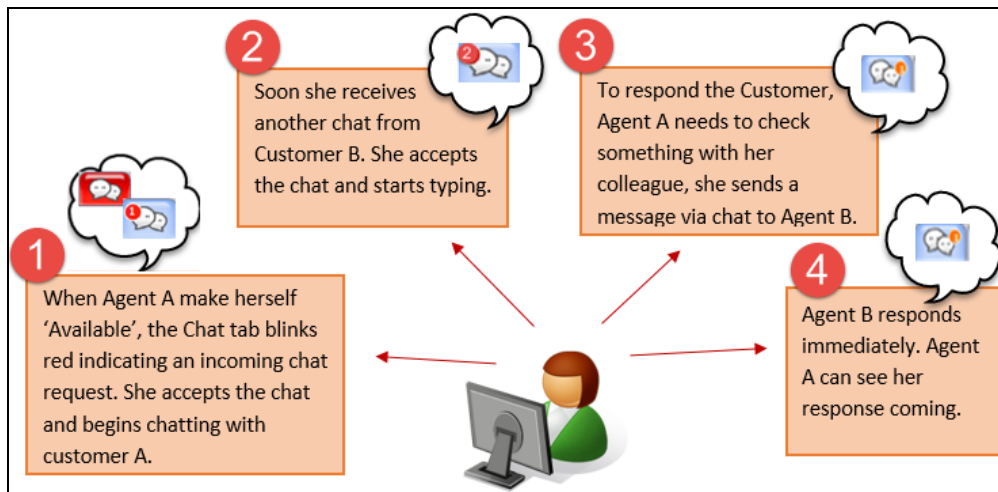 1
1
When Agent A make herself
‘Available’, the Chat tab blinks
red indicating an incoming chat
request. She accepts the chat
and begins chatting with
customer A.
2
2
Soon she receives
another chat from
Customer B. She accepts
the chat and starts typing.
3
To respond the Customer,
Agent A needs to check
something with her
colleague, she sends a
message via chat to Agent B.
4
Agent B responds
immediately. Agent
A can see her
response coming.